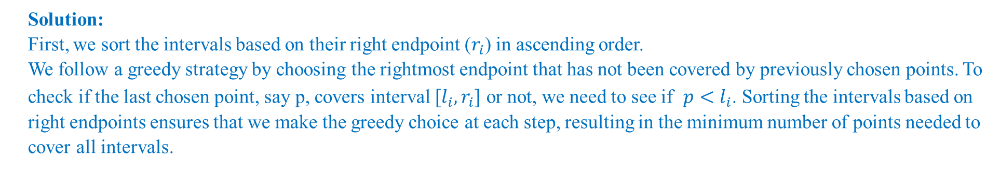 Solution:
First, we sort the intervals based on their right endpoint (𝑟ᵢ) in ascending order.
We follow a greedy strategy by choosing the rightmost endpoint that has not been covered by previously chosen points. To
check if the last chosen point, say p, covers interval [𝑙ᵢ, 𝑟ᵢ] or not, we need to see if 𝑝 < 𝑙ᵢ. Sorting the intervals based on
right endpoints ensures that we make the greedy choice at each step, resulting in the minimum number of points needed to
cover all intervals.